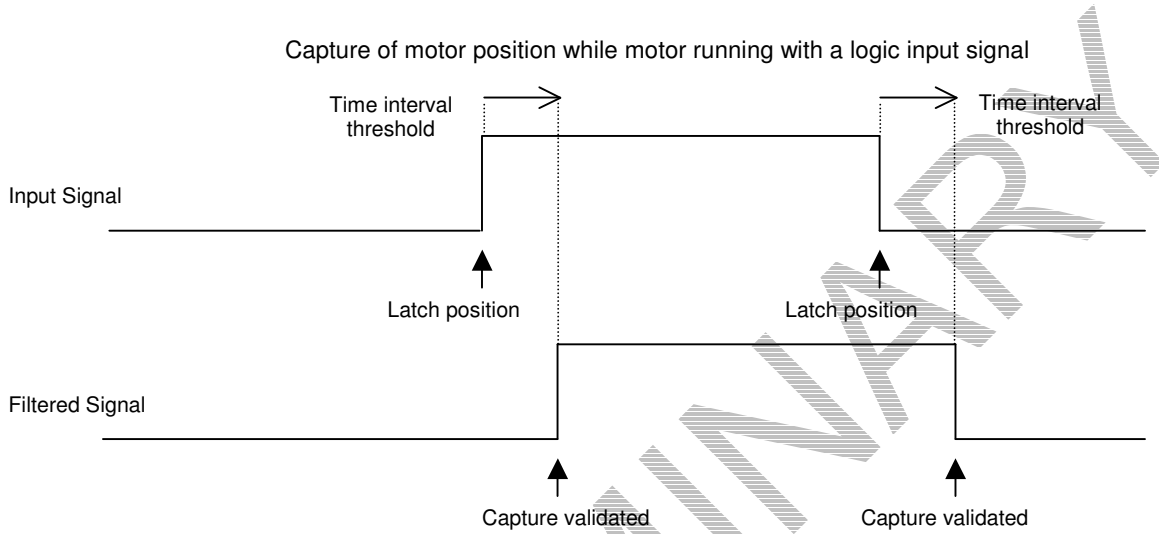 Capture of motor position while motor running with a logic input signal
Time interval
threshold
Time interval
threshold
Input Signal
Latch position
Latch position
Filtered Signal
Capture validated
Capture validated
MINARY